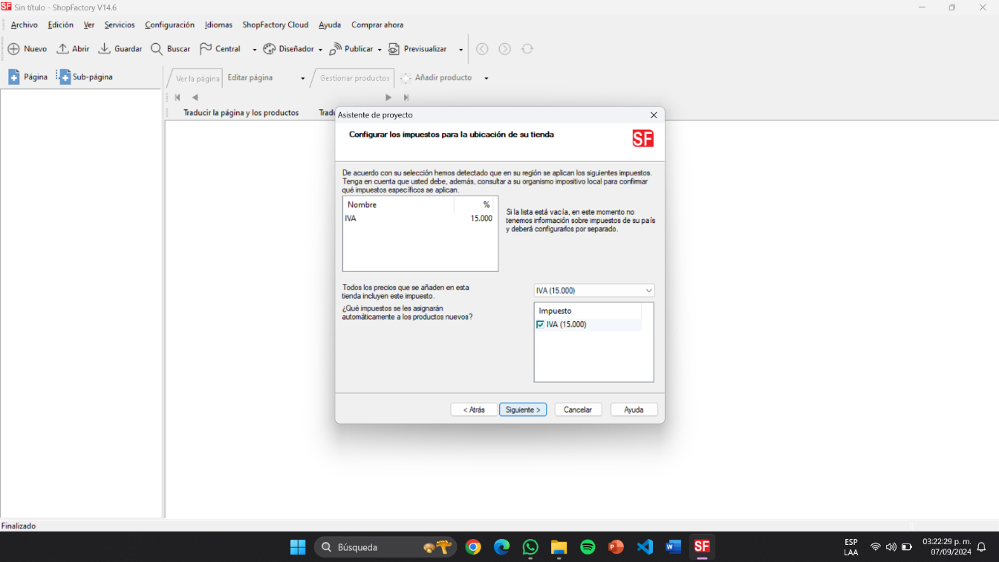 SF Sin título - ShopFactory V14.6
Archivo Edición Ver Servicios Configuración Idiomas ShopFactory Cloud Ayuda Comprar ahora
Nuevo Abrir Guardar Buscar Central Diseñador Publicar Previsualizar
Página Sub-página Ver la página Editar página Gestionar productos Añadir producto
Traducir la página y los productos Tradu
Asistente de proyecto
Configurar los impuestos para la ubicación de su tienda
SF
De acuerdo con su selección hemos detectado que en su región se aplican los siguientes impuestos.
Tenga en cuenta que usted debe, además, consultar a su organismo impositivo local para confirmar
qué impuestos específicos se aplican.
Nombre %
IVA 15.000
Si la lista está vacía, en este momento no
tenemos información sobre impuestos de su país
y deberá configurarlos por separado.
Todos los precios que se añaden en esta
tienda incluyen este impuesto.
IVA (15.000)
¿Qué impuestos se les asignarán
automáticamente a los productos nuevos?
Impuesto
IVA (15.000)
< Atrás Siguiente > Cancelar Ayuda
Finalizado
Búsqueda
P
W
SF
ESP
LAA
03:22:29 p. m.
07/09/2024